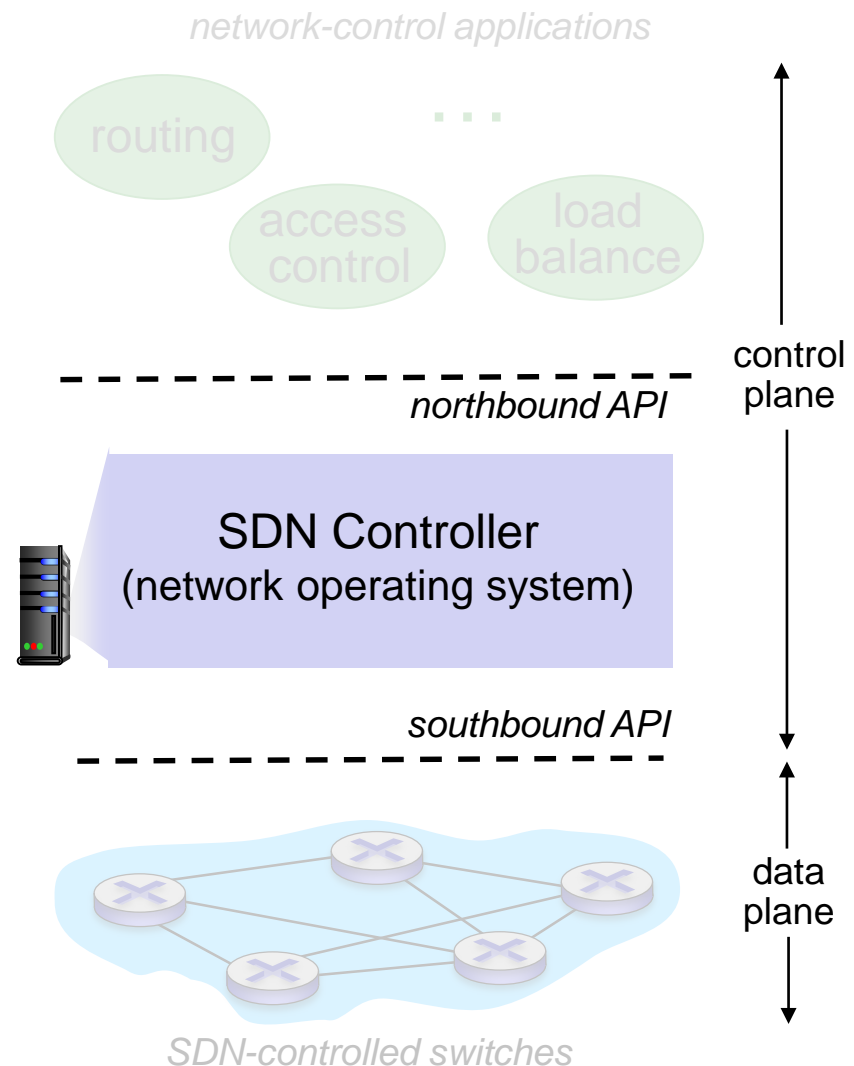 network-control applications
routing
...
access
control
load
balance
control
plane
northbound API
SDN Controller
(network operating system)
southbound API
data
plane
SDN-controlled switches